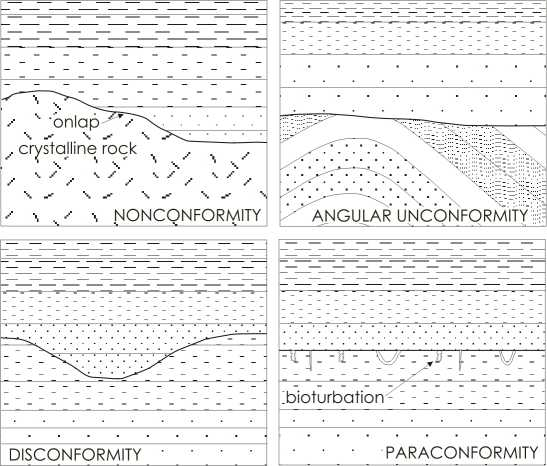 onlap
crystalline rock
NONCONFORMITY
ANGULAR UNCONFORMITY
DISCONFORMITY
bioturbation
PARACONFORMITY